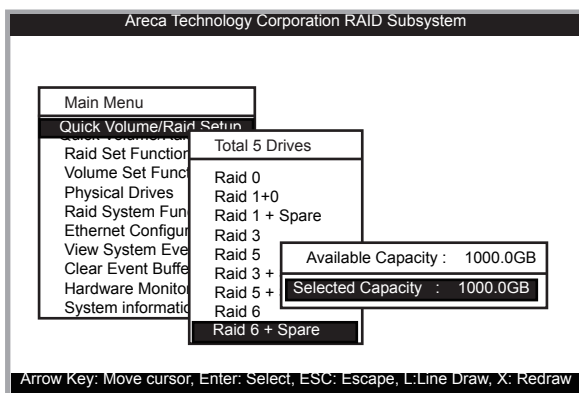 Areca Technology Corporation RAID Subsystem
Main Menu
Quick Volume/Raid Setup
Raid Set Function
Volume Set Funct
Physical Drives
Raid System Fun
Ethernet Configur
View System Eve
Clear Event Buffe
Hardware Monitor
System informatio
Total 5 Drives
Raid 0
Raid 1+0
Raid 1 + Spare
Raid 3
Raid 5
Raid 3 +
Raid 5 +
Raid 6
Raid 6 + Spare
Available Capacity : 1000.0GB
Selected Capacity : 1000.0GB
Arrow Key: Move cursor, Enter: Select, ESC: Escape, L:Line Draw, X: Redraw